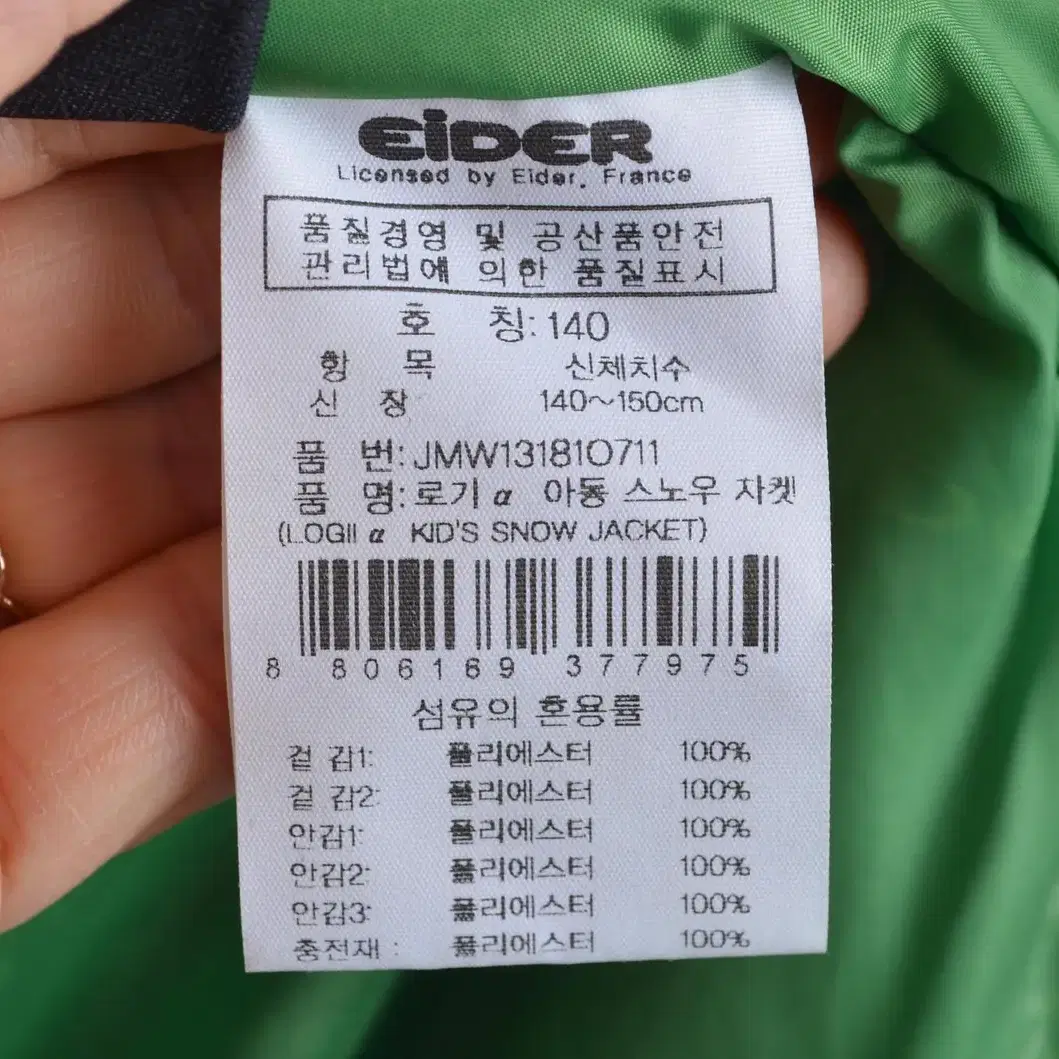 EiDER
Licensed by Eider, France
품질경영 및 공산품안전
관리법에 의한 품질표시
호 칭: 140
항 목 신체치수
신 장 140~150cm
품 번: JMW13181O711
품 명: 로기 α 아동 스노우 자켓
(LOGII α KID'S SNOW JACKET)
8 806169 377975
섬유의 혼용률
겉 감1: 폴리에스터 100%
겉 감2: 폴리에스터 100%
안감1: 폴리에스터 100%
안감2: 폴리에스터 100%
안감3: 폴리에스터 100%
충전재 : 폴리에스터 100%